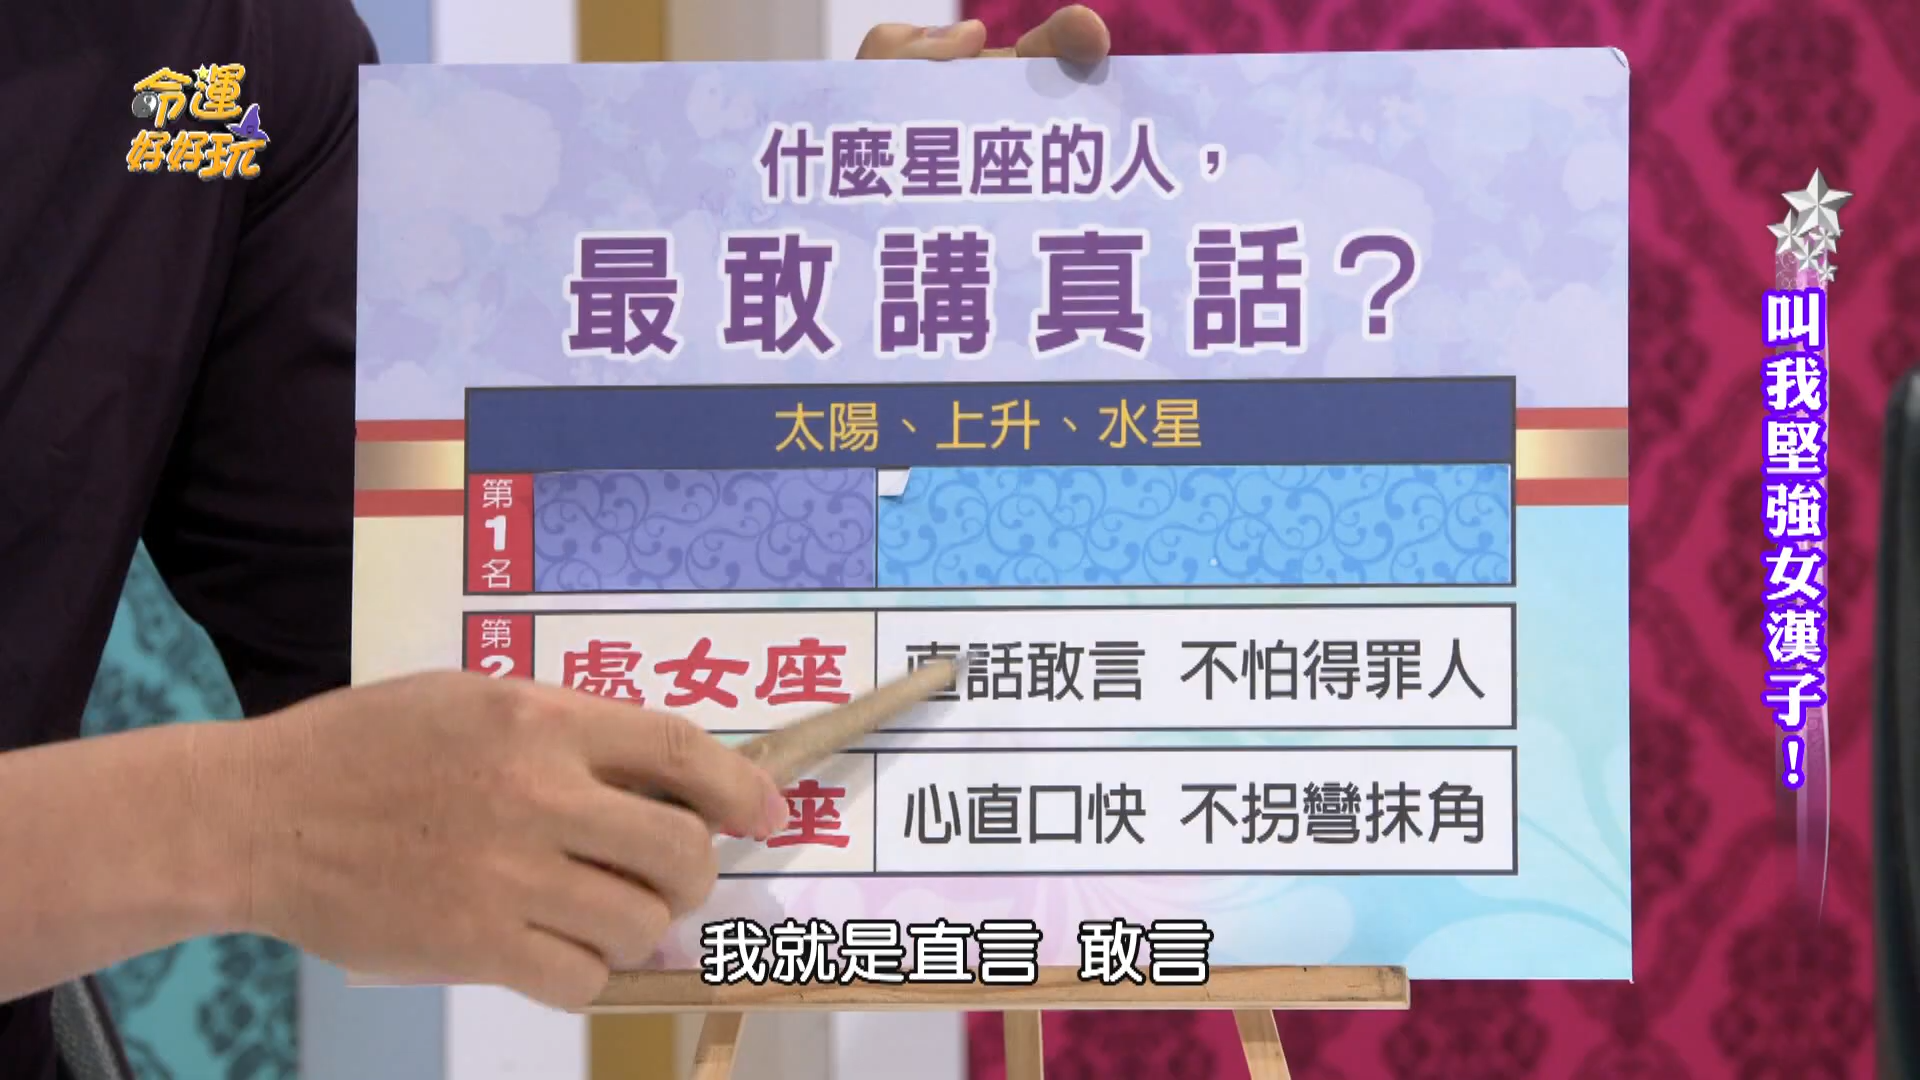 命運
好好玩
什麼星座的人，
最敢講真話？
太陽、上升、水星
第1名
第2
處女座
直話敢言 不怕得罪人
座
心直口快 不拐彎抹角
我就是直言 敢言
叫我堅強女漢子！